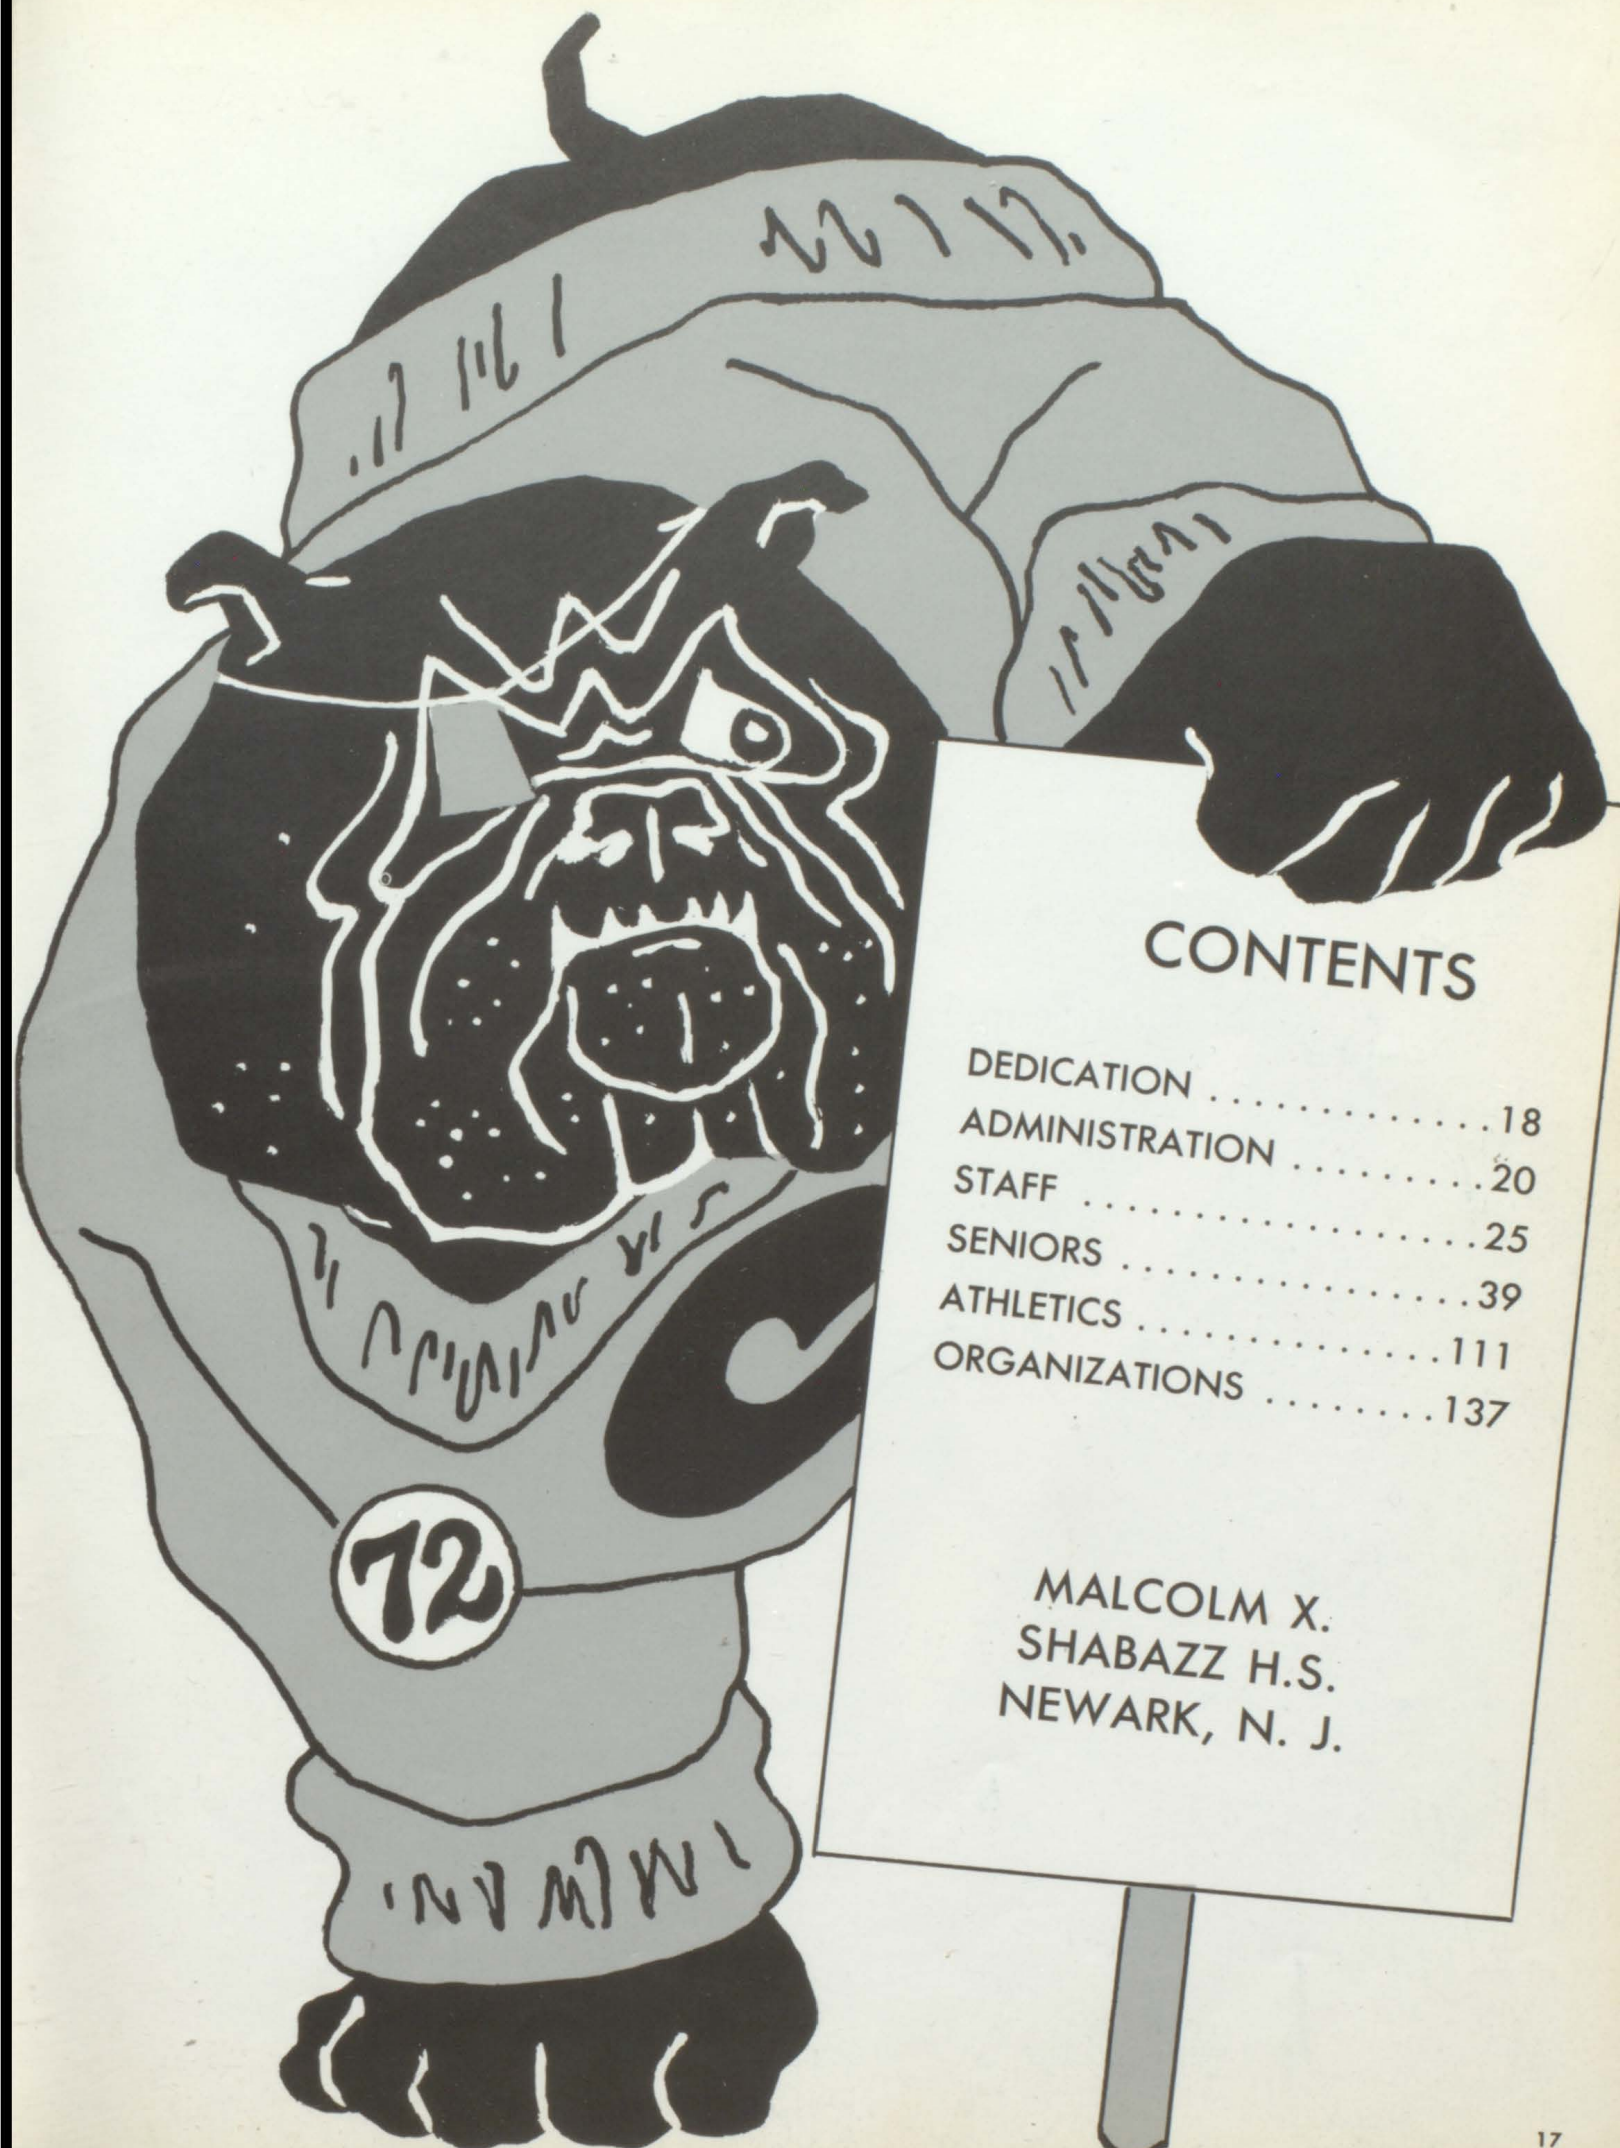 CONTENTS
DEDICATION . . . . . . . . . . . . . 18
ADMINISTRATION . . . . . . . . . 20
STAFF . . . . . . . . . . . . . . . . . . 25
SENIORS . . . . . . . . . . . . . . . . 39
ATHLETICS . . . . . . . . . . . . . . 111
ORGANIZATIONS . . . . . . . . 137
MALCOLM X.
SHABAZZ H.S.
NEWARK, N. J.
72
17